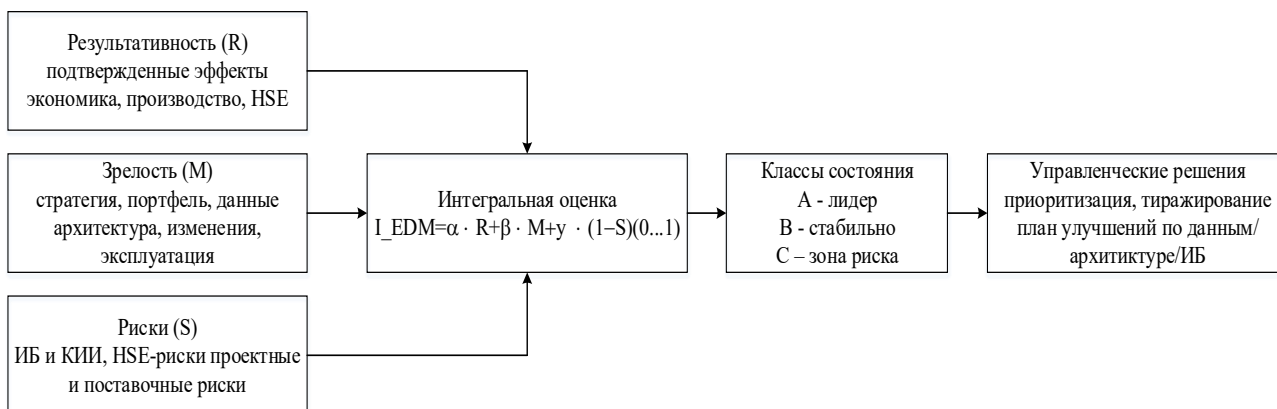 Результативность (R)
подтвержденные эффекты
экономика, производство, HSE
Зрелость (M)
стратегия, портфель, данные
архитектура, изменения,
эксплуатация
Риски (S)
ИБ и КИИ, HSE-риски проектные
и поставочные риски
Интегральная оценка
I_EDM=α · R+β · M+y · (1–S)(0...1)
Классы состояния
A - лидер
B - стабильно
C – зона риска
Управленческие решения
приоритизация, тиражирование
план улучшений по данным/
архитиктуре/ИБ